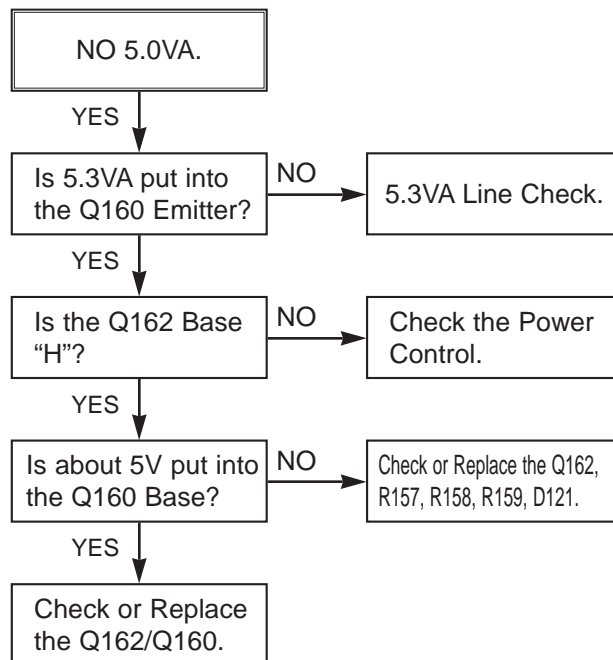 NO 5.0VA.
YES
Is 5.3VA put into
the Q160 Emitter?
NO
5.3VA Line Check.
YES
Is the Q162 Base
“H”?
NO
Check the Power
Control.
YES
Is about 5V put into
the Q160 Base?
NO
Check or Replace the Q162,
R157, R158, R159, D121.
YES
Check or Replace
the Q162/Q160.